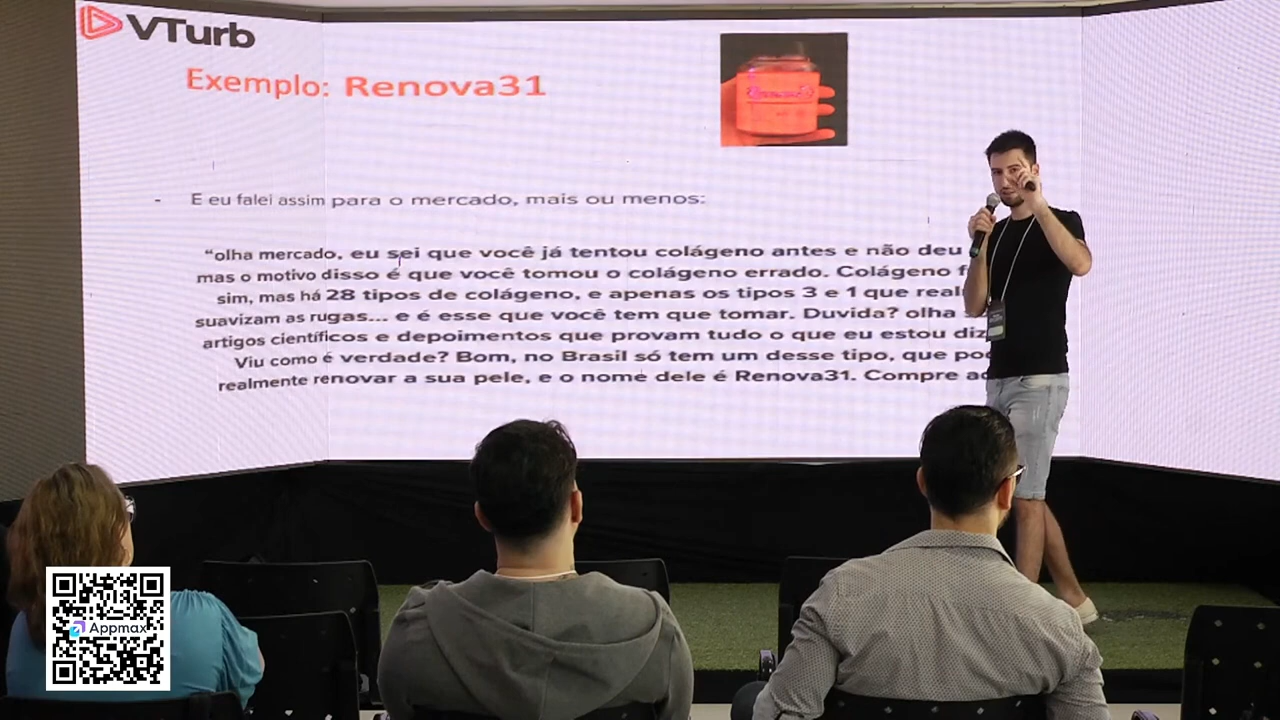 VTurb
Exemplo: Renova31
- E eu falei assim para o mercado, mais ou menos:
“olha mercado, eu sei que você já tentou colágeno antes e não deu
mas o motivo disso é que você tomou o colágeno errado. Colágeno f
sim, mas há 28 tipos de colágeno, e apenas os tipos 3 e 1 que real
suavizam as rugas... e é esse que você tem que tomar. Duvida? olha
artigos científicos e depoimentos que provam tudo o que eu estou diz
Viu como é verdade? Bom, no Brasil só tem um desse tipo, que po
realmente renovar a sua pele, e o nome dele é Renova31. Compre a
Appmax